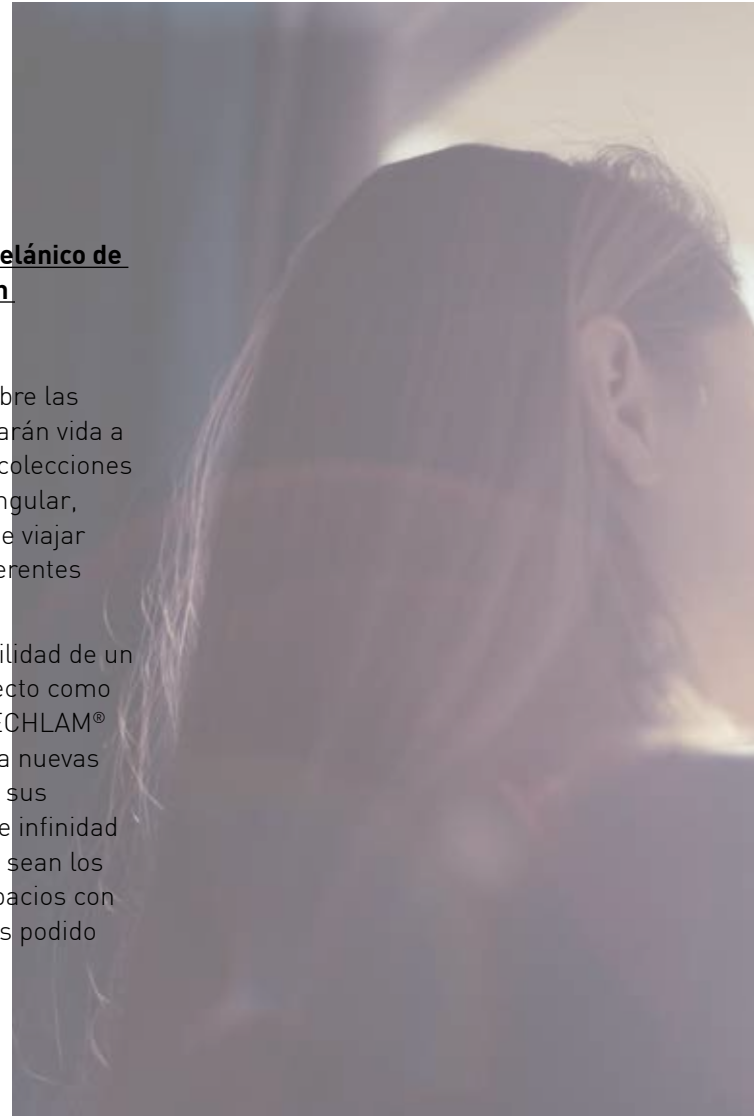 elánico de
n
bre las
arán vida a
colecciones
ngular,
e viajar
erentes
ilidad de un
ecto como
ECHLAM®
a nuevas
sus
e infinidad
sean los
pacios con
s podido